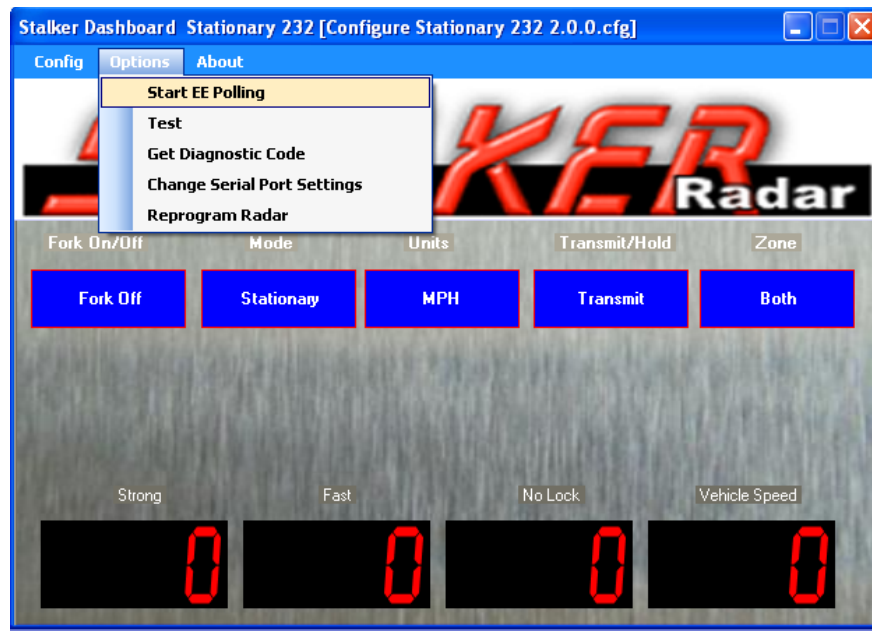 Stalker Dashboard Stationary 232 [Configure Stationary 232 2.0.0.cfg]
Config Options About
Start EE Polling
Test
Get Diagnostic Code
Change Serial Port Settings
Reprogram Radar
KER
Radar
Fork On/Off Mode Units Transmit/Hold Zone
Fork Off Stationary MPH Transmit Both
Strong Fast No Lock Vehicle Speed
0 0 0 0